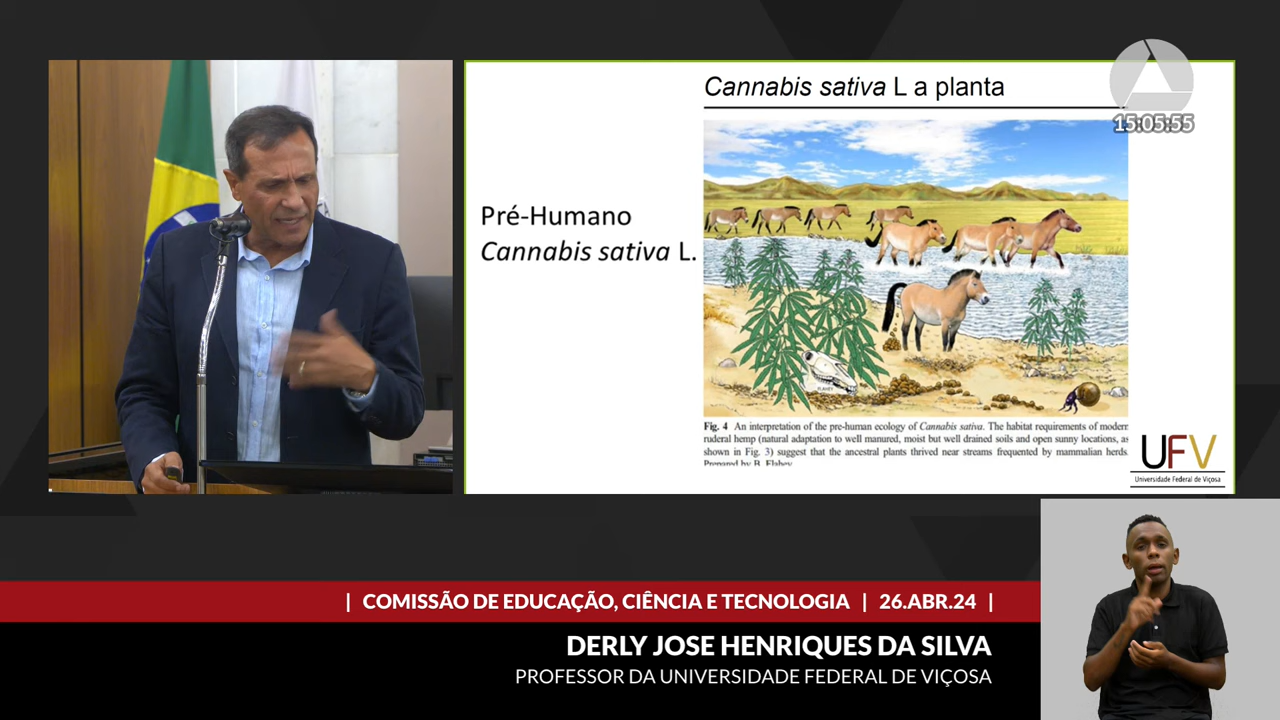 Cannabis sativa L a planta
15:05:55
Pré-Humano
Cannabis sativa L.
Fig. 4 An interpretation of the pre-human ecology of Cannabis sativa. The habitat requirements of modern
ruderal hemp (natural adaptation to well manured, moist but well drained soils and open sunny locations, as
shown in Fig. 3) suggest that the ancestral plants thrived near streams frequented by mammalian herds.
Prepared by B. Flahey
UFV
Universidade Federal de Viçosa
| COMISSÃO DE EDUCAÇÃO, CIÊNCIA E TECNOLOGIA | 26.ABR.24 |
DERLY JOSE HENRIQUES DA SILVA
PROFESSOR DA UNIVERSIDADE FEDERAL DE VIÇOSA